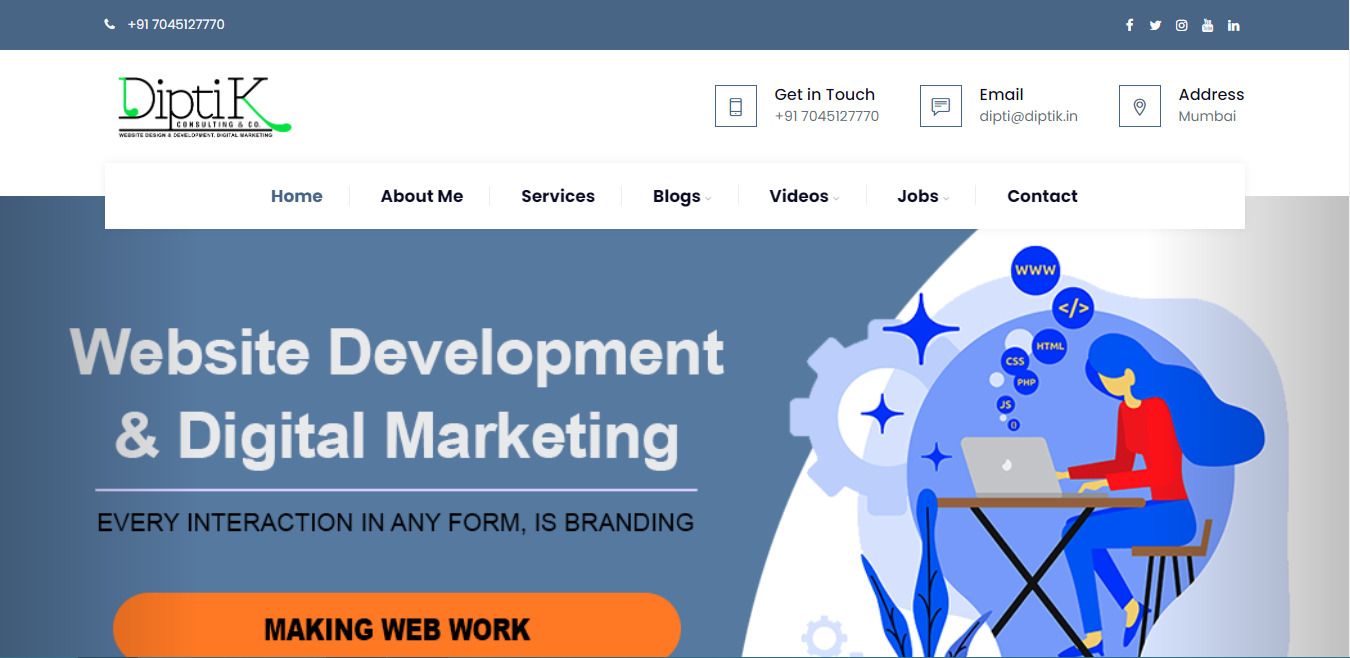 +91 7045127770
DiptiK
CONSULTING & CO.
WEBSITE DESIGN & DEVELOPMENT, DIGITAL MARKETING
Get in Touch
+91 7045127770
Email
dipti@diptik.in
Address
Mumbai
Home About Me Services Blogs Videos Jobs Contact
Website Development
& Digital Marketing
EVERY INTERACTION IN ANY FORM, IS BRANDING
MAKING WEB WORK
WWW
</>
HTML
CSS
PHP
JS
()